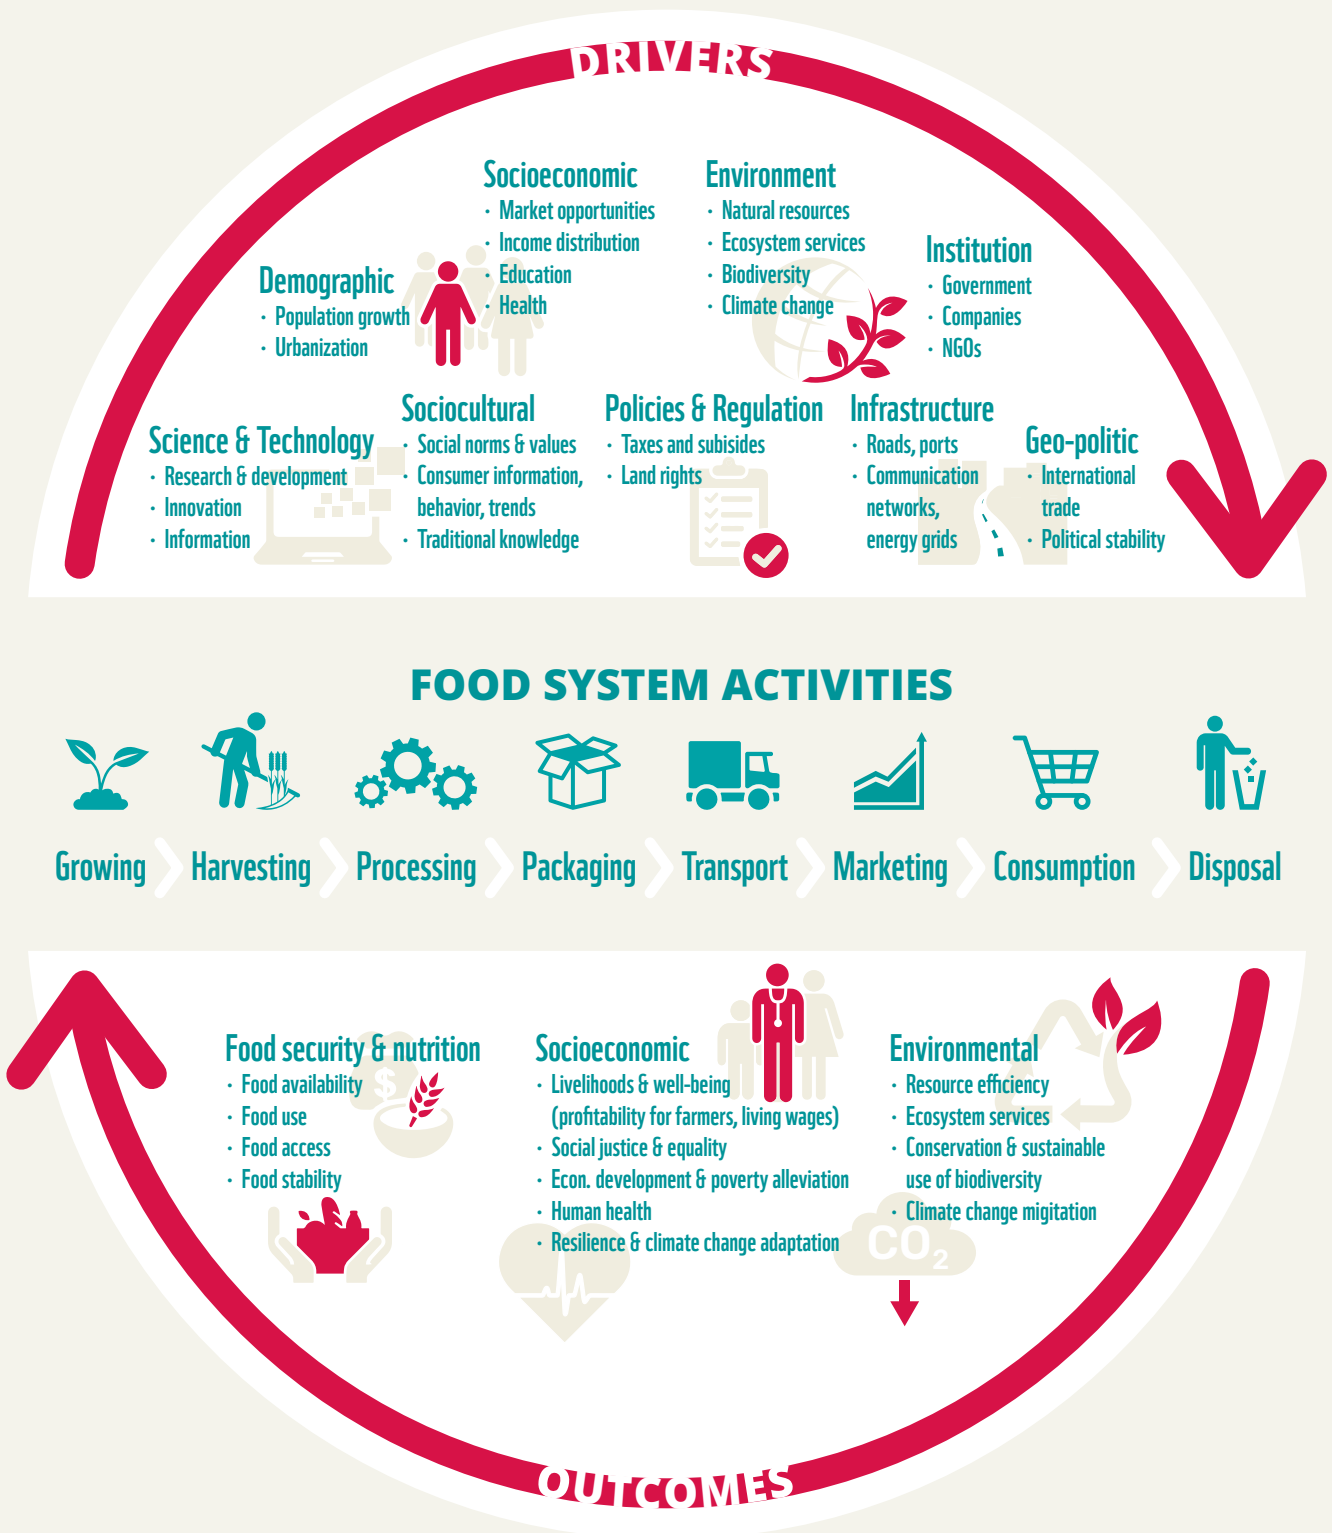 DRIVERS
Socioeconomic
· Market opportunities
· Income distribution
· Education
· Health
Environment
· Natural resources
· Ecosystem services
· Biodiversity
· Climate change
Institution
· Government
· Companies
· NGOs
Demographic
· Population growth
· Urbanization
Science & Technology
· Research & development
· Innovation
· Information
Sociocultural
· Social norms & values
· Consumer information,
behavior, trends
· Traditional knowledge
Policies & Regulation
· Taxes and subisides
· Land rights
Infrastructure
· Roads, ports
· Communication
networks,
energy grids
Geo-politic
· International
trade
· Political stability
FOOD SYSTEM ACTIVITIES
Growing
Harvesting
Processing
Packaging
Transport
Marketing
Consumption
Disposal
Food security & nutrition
· Food availability
· Food use
· Food access
· Food stability
$
Socioeconomic
· Livelihoods & well-being
(profitability for farmers, living wages)
· Social justice & equality
· Econ. development & poverty alleviation
· Human health
· Resilience & climate change adaptation
Environmental
· Resource efficiency
· Ecosystem services
· Conservation & sustainable
use of biodiversity
· Climate change migitation
CO2
OUTCOMES